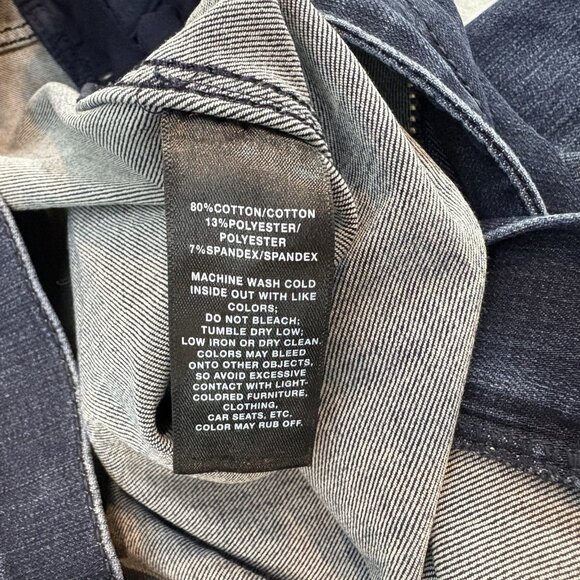 80%COTTON/COTTON
13%POLYESTER/
POLYESTER
7%SPANDEX/SPANDEX
MACHINE WASH COLD
INSIDE OUT WITH LIKE
COLORS;
DO NOT BLEACH;
TUMBLE DRY LOW;
LOW IRON OR DRY CLEAN.
COLORS MAY BLEED
ONTO OTHER OBJECTS,
SO AVOID EXCESSIVE
CONTACT WITH LIGHT-
COLORED FURNITURE,
CLOTHING,
CAR SEATS, ETC.
COLOR MAY RUB OFF.